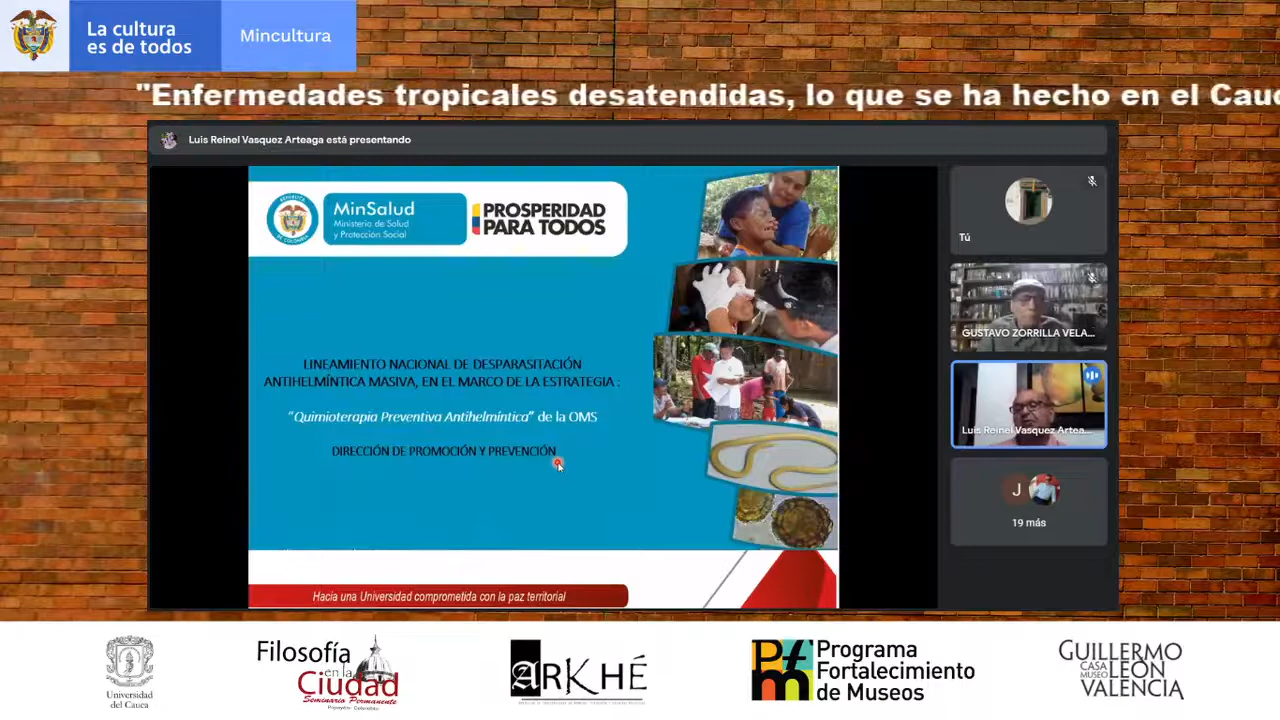 La cultura
es de todos
Mincultura
"Enfermedades tropicales desatendidas, lo que se ha hecho en el Cauc
Luis Reinel Vasquez Arteaga está presentando
MinSalud
Ministerio de Salud
y Protección Social
PROSPERIDAD
PARA TODOS
LINEAMIENTO NACIONAL DE DESPARASITACIÓN
ANTIHELMÍNTICA MASIVA, EN EL MARCO DE LA ESTRATEGIA :
"Quimioterapia Preventiva Antihelmíntica" de la OMS
DIRECCIÓN DE PROMOCIÓN Y PREVENCIÓN
Hacia una Universidad comprometida con la paz territorial
Tú
GUSTAVO ZORRILLA VELA...
Luis Reinel Vasquez Artea...
J
19 más
Universidad
del Cauca
Filosofía
en la
Ciudad
Seminario Permanente
Popayán - Colombia
ARKHÉ
Pfm
Programa
Fortalecimiento
de Museos
GUILLERMO
CASA
MUSEO
LEÓN
VALENCIA